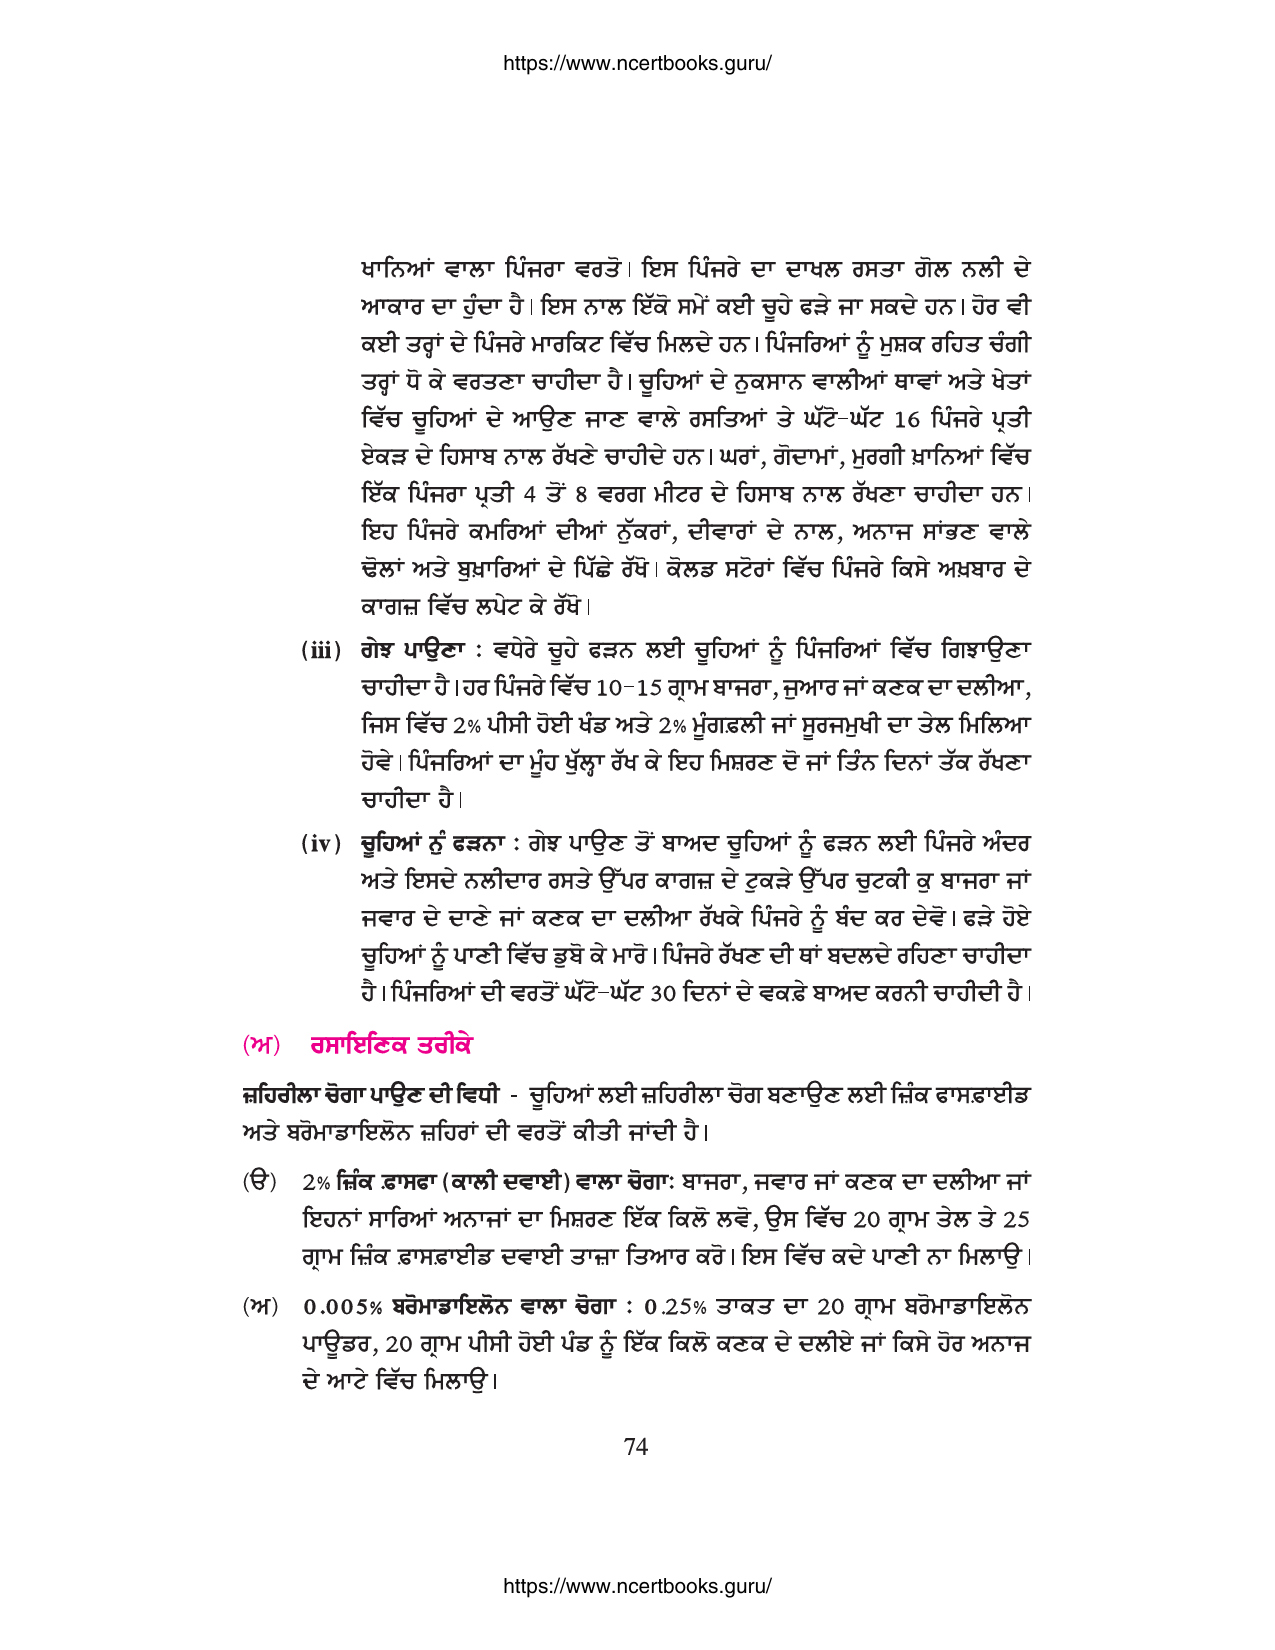 https://www.ncertbooks.guru/
ਖਾਨਿਆਂ ਵਾਲਾ ਪਿੰਜਰਾ ਵਰਤੋ। ਇਸ ਪਿੰਜਰੇ ਦਾ ਦਾਖਲ ਰਸਤਾ ਗੋਲ ਨਲੀ ਦੇ
ਆਕਾਰ ਦਾ ਹੁੰਦਾ ਹੈ। ਇਸ ਨਾਲ ਇੱਕੋ ਸਮੇਂ ਕਈ ਚੂਹੇ ਫੜੇ ਜਾ ਸਕਦੇ ਹਨ। ਹੋਰ ਵੀ
ਕਈ ਤਰ੍ਹਾਂ ਦੇ ਪਿੰਜਰੇ ਮਾਰਕਿਟ ਵਿੱਚ ਮਿਲਦੇ ਹਨ। ਪਿੰਜਰਿਆਂ ਨੂੰ ਮੁਸ਼ਕ ਰਹਿਤ ਚੰਗੀ
ਤਰ੍ਹਾਂ ਧੋ ਕੇ ਵਰਤਣਾ ਚਾਹੀਦਾ ਹੈ। ਚੂਹਿਆਂ ਦੇ ਨੁਕਸਾਨ ਵਾਲੀਆਂ ਥਾਵਾਂ ਅਤੇ ਖੇਤਾਂ
ਵਿੱਚ ਚੂਹਿਆਂ ਦੇ ਆਉਣ ਜਾਣ ਵਾਲੇ ਰਸਤਿਆਂ ਤੇ ਘੱਟੋ-ਘੱਟ 16 ਪਿੰਜਰੇ ਪ੍ਰਤੀ
ਏਕੜ ਦੇ ਹਿਸਾਬ ਨਾਲ ਰੱਖਣੇ ਚਾਹੀਦੇ ਹਨ। ਘਰਾਂ, ਗੋਦਾਮਾਂ, ਮੁਰਗੀ ਖ਼ਾਨਿਆਂ ਵਿੱਚ
ਇੱਕ ਪਿੰਜਰਾ ਪ੍ਰਤੀ 4 ਤੋਂ 8 ਵਰਗ ਮੀਟਰ ਦੇ ਹਿਸਾਬ ਨਾਲ ਰੱਖਣਾ ਚਾਹੀਦਾ ਹਨ।
ਇਹ ਪਿੰਜਰੇ ਕਮਰਿਆਂ ਦੀਆਂ ਨੁੱਕਰਾਂ, ਦੀਵਾਰਾਂ ਦੇ ਨਾਲ, ਅਨਾਜ ਸਾਂਭਣ ਵਾਲੇ
ਢੋਲਾਂ ਅਤੇ ਬੁਖ਼ਾਰਿਆਂ ਦੇ ਪਿੱਛੇ ਰੱਖੋ। ਕੋਲਡ ਸਟੋਰਾਂ ਵਿੱਚ ਪਿੰਜਰੇ ਕਿਸੇ ਅਖ਼ਬਾਰ ਦੇ
ਕਾਗਜ਼ ਵਿੱਚ ਲਪੇਟ ਕੇ ਰੱਖੋ।
(iii) ਗੇਝ ਪਾਉਣਾ : ਵਧੇਰੇ ਚੂਹੇ ਫੜਨ ਲਈ ਚੂਹਿਆਂ ਨੂੰ ਪਿੰਜਰਿਆਂ ਵਿੱਚ ਗਿਝਾਉਣਾ
ਚਾਹੀਦਾ ਹੈ। ਹਰ ਪਿੰਜਰੇ ਵਿੱਚ 10-15 ਗ੍ਰਾਮ ਬਾਜਰਾ, ਜੁਆਰ ਜਾਂ ਕਣਕ ਦਾ ਦਲੀਆ,
ਜਿਸ ਵਿੱਚ 2% ਪੀਸੀ ਹੋਈ ਖੰਡ ਅਤੇ 2% ਮੂੰਗਫਲੀ ਜਾਂ ਸੂਰਜਮੁਖੀ ਦਾ ਤੇਲ ਮਿਲਿਆ
ਹੋਵੇ। ਪਿੰਜਰਿਆਂ ਦਾ ਮੂੰਹ ਖੁੱਲ੍ਹਾ ਰੱਖ ਕੇ ਇਹ ਮਿਸ਼ਰਣ ਦੋ ਜਾਂ ਤਿੰਨ ਦਿਨਾਂ ਤੱਕ ਰੱਖਣਾ
ਚਾਹੀਦਾ ਹੈ।
(iv) ਚੂਹਿਆਂ ਨੂੰ ਫੜਨਾ : ਗੇਝ ਪਾਉਣ ਤੋਂ ਬਾਅਦ ਚੂਹਿਆਂ ਨੂੰ ਫੜਨ ਲਈ ਪਿੰਜਰੇ ਅੰਦਰ
ਅਤੇ ਇਸਦੇ ਨਲੀਦਾਰ ਰਸਤੇ ਉੱਪਰ ਕਾਗਜ਼ ਦੇ ਟੁਕੜੇ ਉੱਪਰ ਚੁਟਕੀ ਕੁ ਬਾਜਰਾ ਜਾਂ
ਜਵਾਰ ਦੇ ਦਾਣੇ ਜਾਂ ਕਣਕ ਦਾ ਦਲੀਆ ਰੱਖਕੇ ਪਿੰਜਰੇ ਨੂੰ ਬੰਦ ਕਰ ਦੇਵੋ। ਫੜੇ ਹੋਏ
ਚੂਹਿਆਂ ਨੂੰ ਪਾਣੀ ਵਿੱਚ ਡੁਬੋ ਕੇ ਮਾਰੋ। ਪਿੰਜਰੇ ਰੱਖਣ ਦੀ ਥਾਂ ਬਦਲਦੇ ਰਹਿਣਾ ਚਾਹੀਦਾ
ਹੈ। ਪਿੰਜਰਿਆਂ ਦੀ ਵਰਤੋਂ ਘੱਟੋ-ਘੱਟ 30 ਦਿਨਾਂ ਦੇ ਵਕਫ਼ੇ ਬਾਅਦ ਕਰਨੀ ਚਾਹੀਦੀ ਹੈ।
(ਅ) ਰਸਾਇਣਿਕ ਤਰੀਕੇ
ਜ਼ਹਿਰੀਲਾ ਚੋਗਾ ਪਾਉਣ ਦੀ ਵਿਧੀ - ਚੂਹਿਆਂ ਲਈ ਜ਼ਹਿਰੀਲਾ ਚੋਗ ਬਣਾਉਣ ਲਈ ਜ਼ਿੰਕ ਫਾਸਫ਼ਾਈਡ
ਅਤੇ ਬਰੋਮਾਡਾਇਲੋਨ ਜ਼ਹਿਰਾਂ ਦੀ ਵਰਤੋਂ ਕੀਤੀ ਜਾਂਦੀ ਹੈ।
(ੳ) 2% ਜ਼ਿੰਕ ਫ਼ਾਸਫਾ (ਕਾਲੀ ਦਵਾਈ) ਵਾਲਾ ਚੋਗਾ: ਬਾਜਰਾ, ਜਵਾਰ ਜਾਂ ਕਣਕ ਦਾ ਦਲੀਆ ਜਾਂ
ਇਹਨਾਂ ਸਾਰਿਆਂ ਅਨਾਜਾਂ ਦਾ ਮਿਸ਼ਰਣ ਇੱਕ ਕਿਲੋ ਲਵੋ, ਉਸ ਵਿੱਚ 20 ਗ੍ਰਾਮ ਤੇਲ ਤੇ 25
ਗ੍ਰਾਮ ਜ਼ਿੰਕ ਫ਼ਾਸਫ਼ਾਈਡ ਦਵਾਈ ਤਾਜ਼ਾ ਤਿਆਰ ਕਰੋ। ਇਸ ਵਿੱਚ ਕਦੇ ਪਾਣੀ ਨਾ ਮਿਲਾਉ।
(ਅ) 0.005% ਬਰੋਮਾਡਾਇਲੋਨ ਵਾਲਾ ਚੋਗਾ : 0.25% ਤਾਕਤ ਦਾ 20 ਗ੍ਰਾਮ ਬਰੋਮਾਡਾਇਲੋਨ
ਪਾਊਡਰ, 20 ਗ੍ਰਾਮ ਪੀਸੀ ਹੋਈ ਪੰਡ ਨੂੰ ਇੱਕ ਕਿਲੋ ਕਣਕ ਦੇ ਦਲੀਏ ਜਾਂ ਕਿਸੇ ਹੋਰ ਅਨਾਜ
ਦੇ ਆਟੇ ਵਿੱਚ ਮਿਲਾਉ।
74
https://www.ncertbooks.guru/